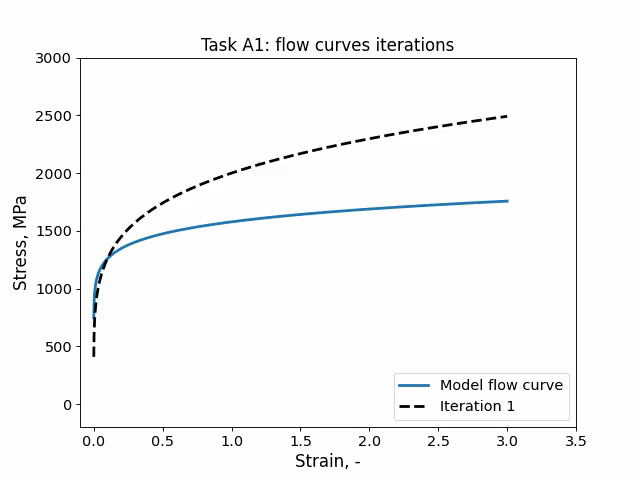 Task A1: flow curves iterations
Stress, MPa
3000
2500
2000
1500
1000
500
0
0.0 0.5 1.0 1.5 2.0 2.5 3.0 3.5
Strain, -
Model flow curve
Iteration 1